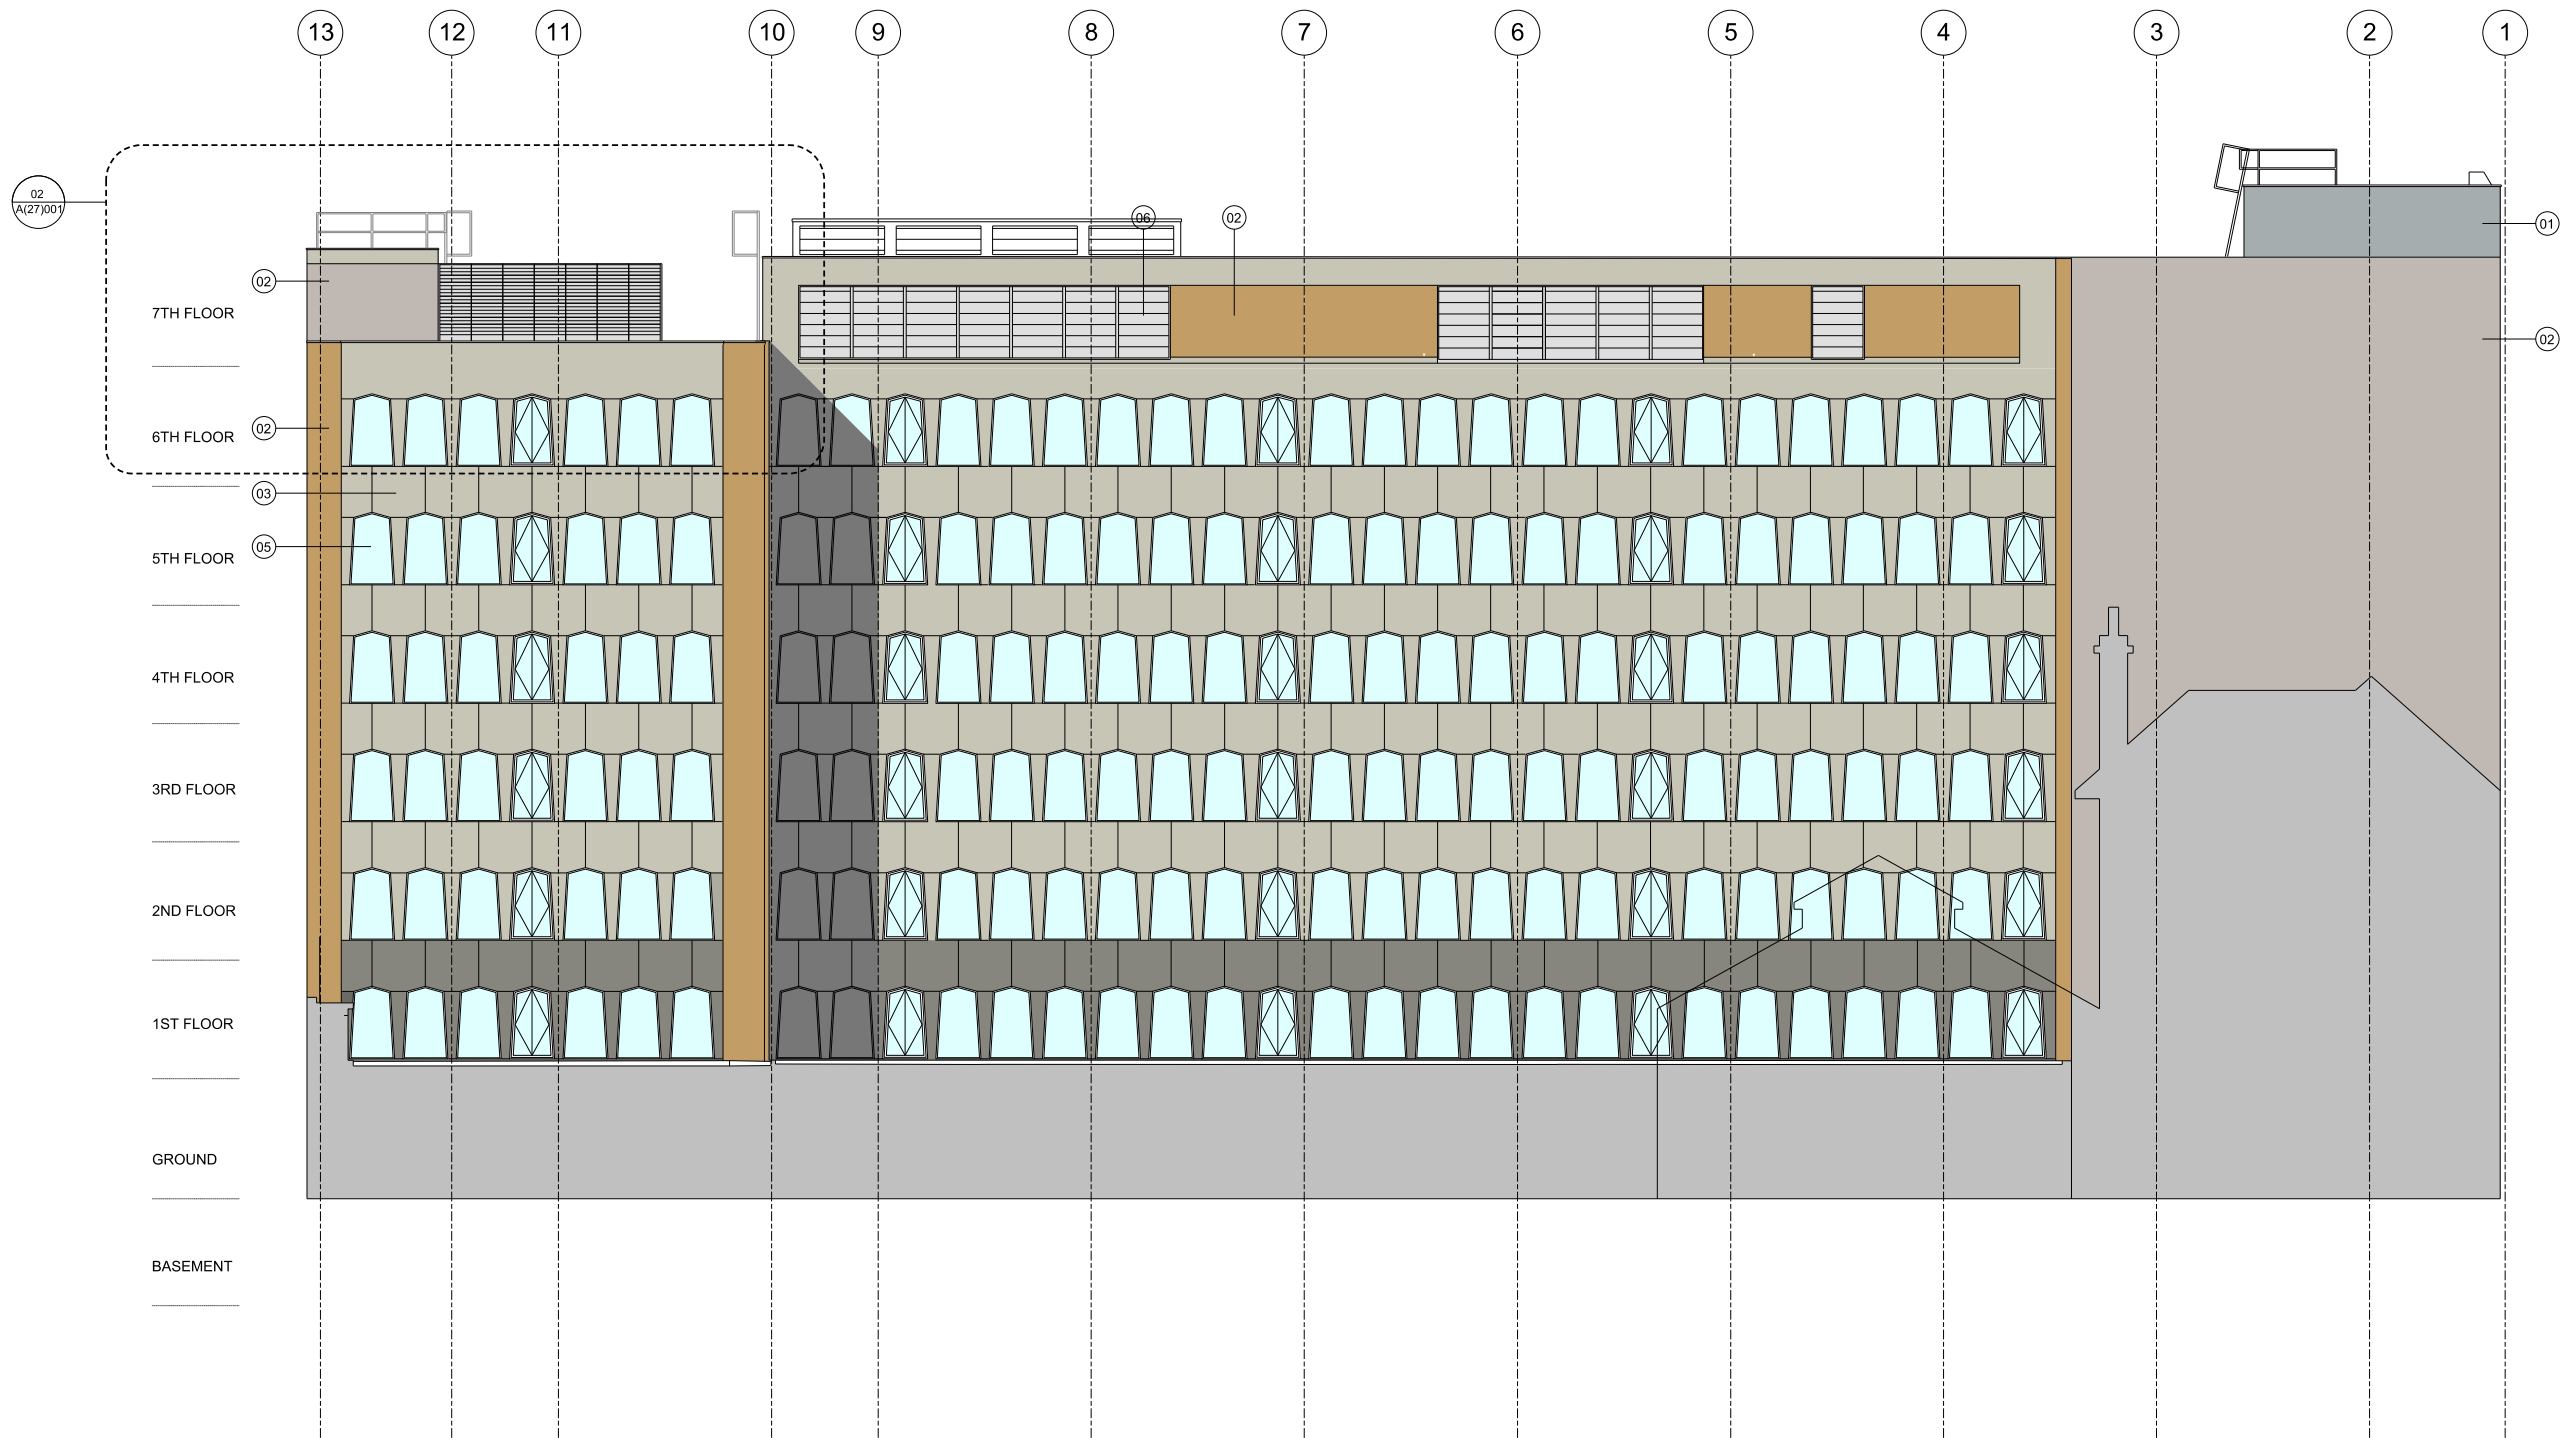 13 12 11 10 9 8 7 6 5 4 3 2 1
02
A(27)001
06 02
01
02
7TH FLOOR
02
02
6TH FLOOR
03
05
5TH FLOOR
4TH FLOOR
3RD FLOOR
2ND FLOOR
1ST FLOOR
GROUND
BASEMENT